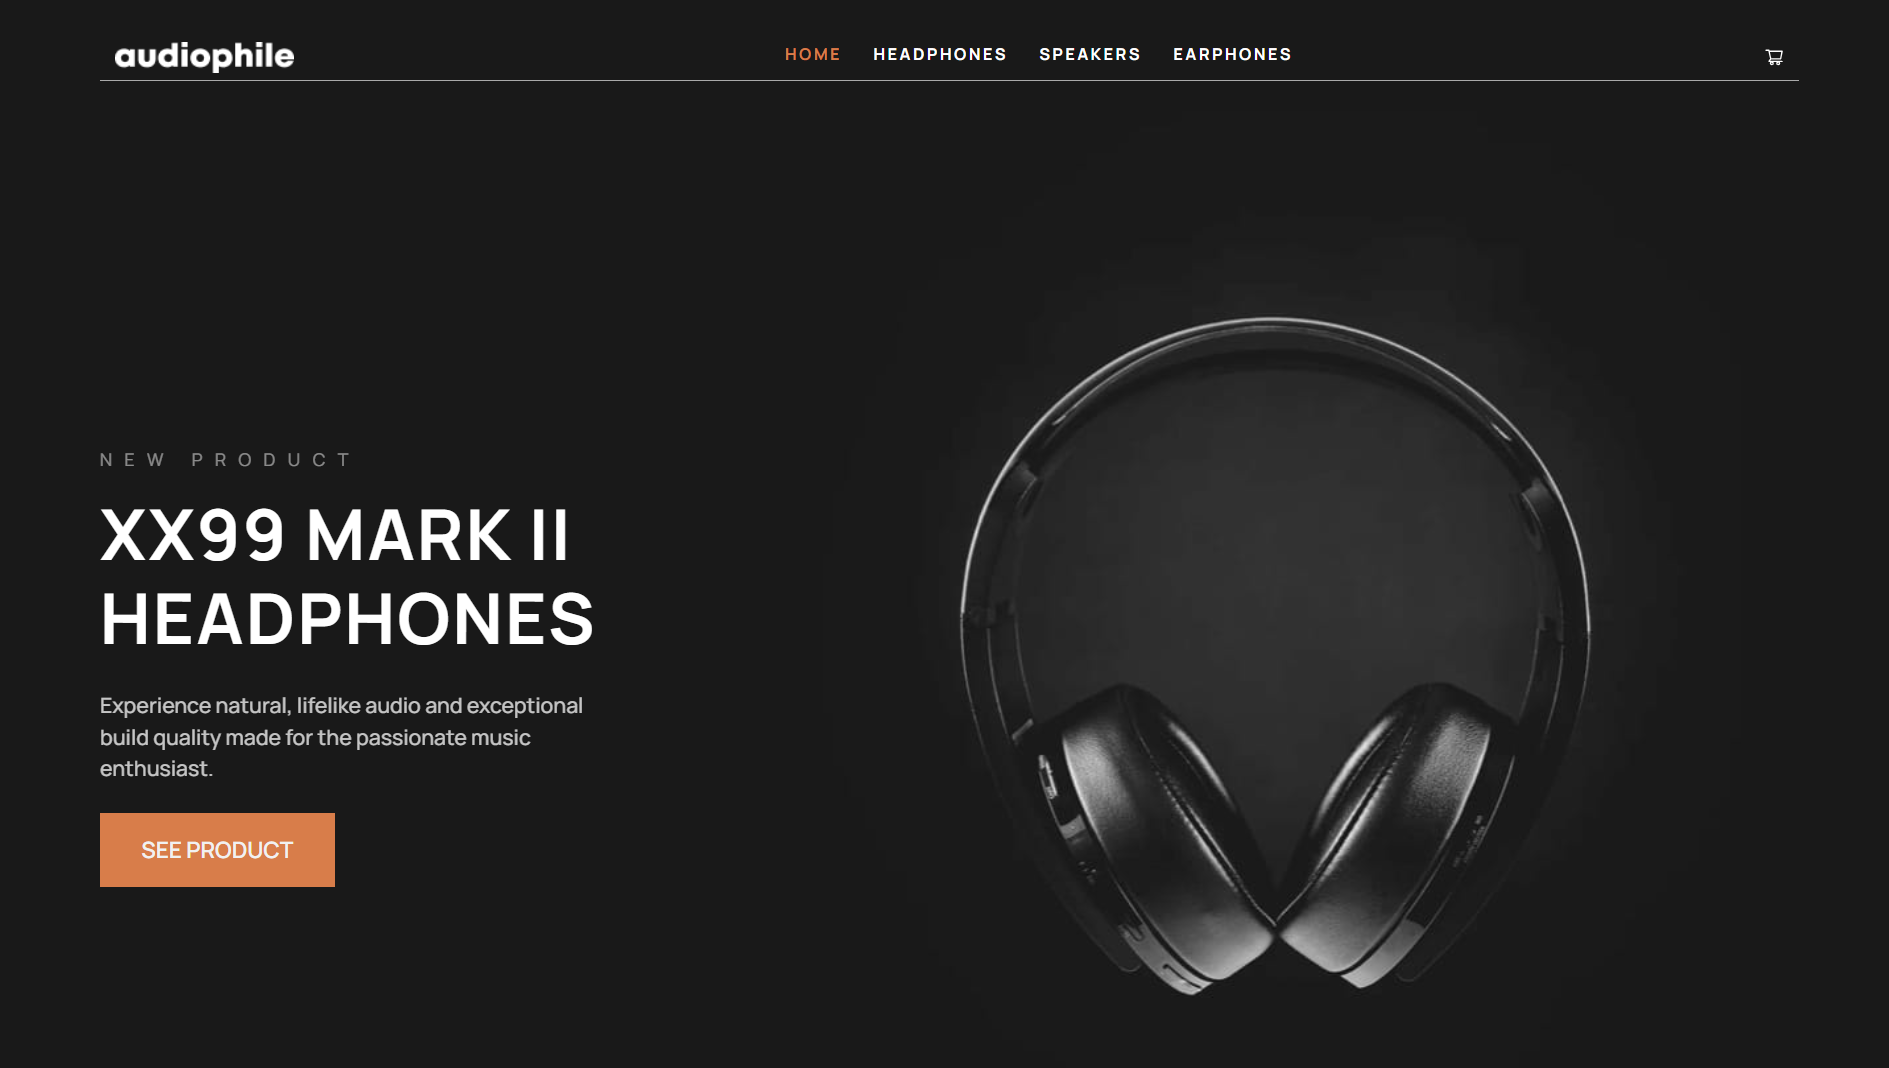 audiophile
HOME HEADPHONES SPEAKERS EARPHONES
NEW PRODUCT
XX99 MARK II
HEADPHONES
Experience natural, lifelike audio and exceptional
build quality made for the passionate music
enthusiast.
SEE PRODUCT